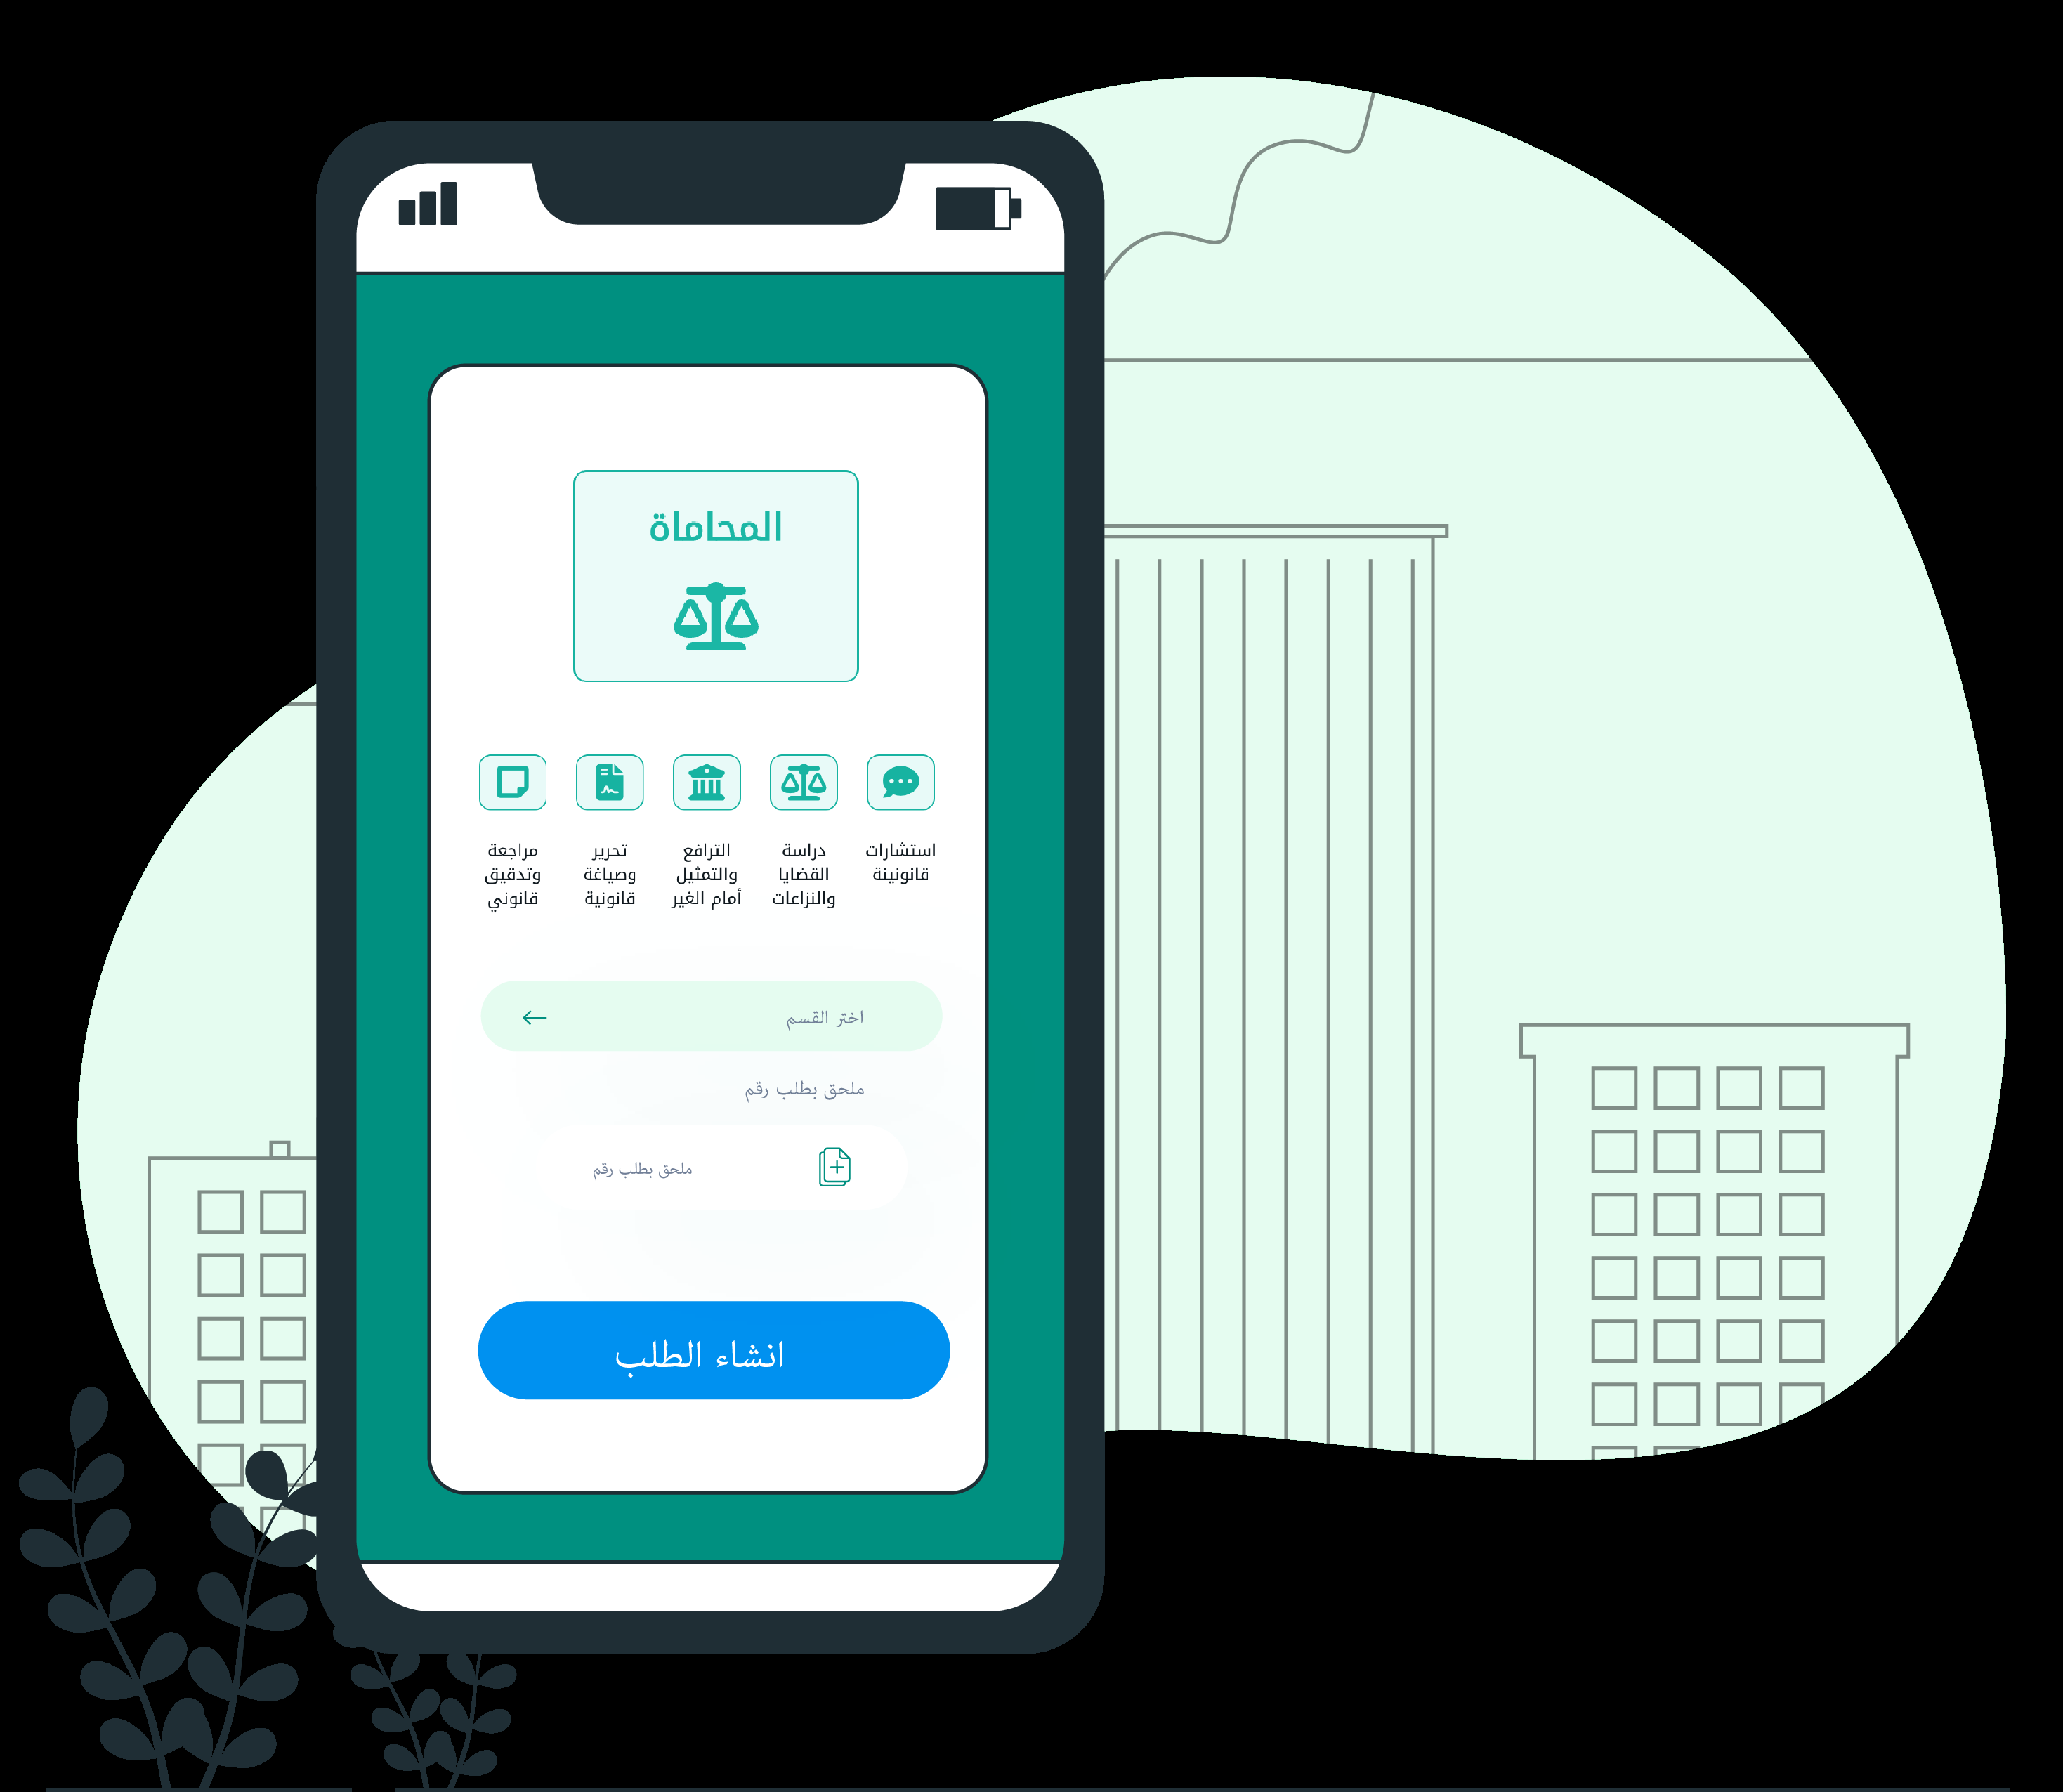 المحاماة
استشارات
قانونينة
دراسة
القضايا
والنزاعات
الترافع
والتمثيل
أمام الغير
تحرير
وصياغة
قانونية
مراجعة
وتدقيق
قانوني
اختر القسم
ملحق بطلب رقم
ملحق بطلب رقم
انشاء الطلب